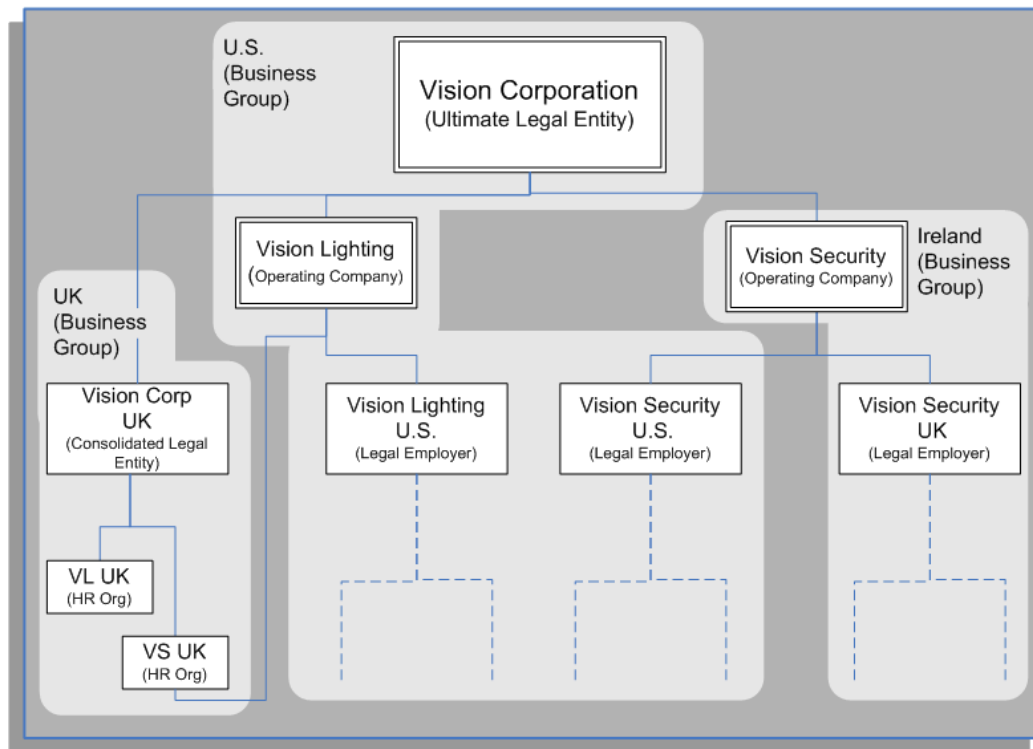 U.S.
(Business
Group)
Vision Corporation
(Ultimate Legal Entity)
Vision Lighting
(Operating Company)
Vision Security
(Operating Company)
Ireland
(Business
Group)
UK
(Business
Group)
Vision Corp
UK
(Consolidated Legal
Entity)
Vision Lighting
U.S.
(Legal Employer)
Vision Security
U.S.
(Legal Employer)
Vision Security
UK
(Legal Employer)
VL UK
(HR Org)
VS UK
(HR Org)